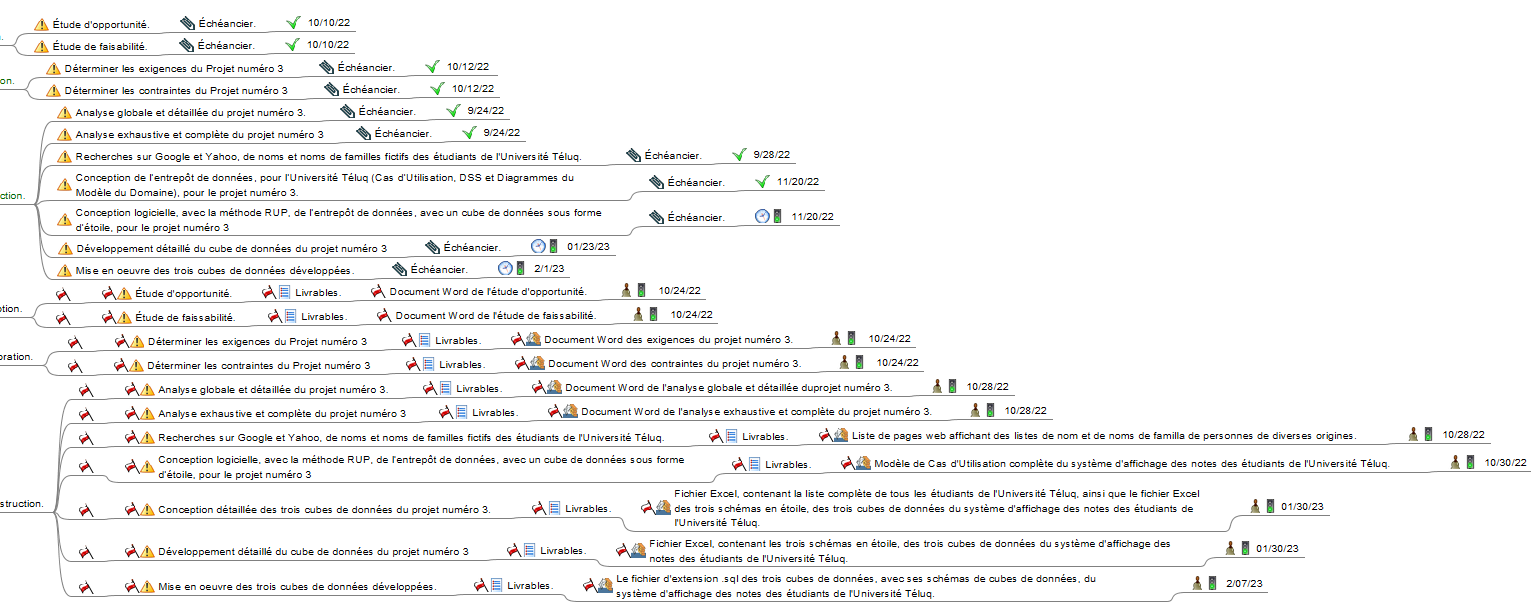 n.
Étude d'opportunité. Échéancier. 10/10/22
Étude de faisabilité. Échéancier. 10/10/22
on.
Déterminer les exigences du Projet numéro 3 Échéancier. 10/12/22
Déterminer les contraintes du Projet numéro 3 Échéancier. 10/12/22
Analyse globale et détaillée du projet numéro 3. Échéancier. 9/24/22
Analyse exhaustive et complète du projet numéro 3 Échéancier. 9/24/22
Recherches sur Google et Yahoo, de noms et noms de familles fictifs des étudiants de l'Université Téluq. Échéancier. 9/28/22
Conception de l'entrepôt de données, pour l'Université Téluq (Cas d'Utilisation, DSS et Diagrammes du
Modèle du Domaine), pour le projet numéro 3. Échéancier. 11/20/22
ction.
Conception logicielle, avec la méthode RUP, de l'entrepôt de données, avec un cube de données sous forme
d'étoile, pour le projet numéro 3 Échéancier. 11/20/22
Développement détaillé du cube de données du projet numéro 3 Échéancier. 01/23/23
Mise en oeuvre des trois cubes de données développées. Échéancier. 2/1/23
Étude d'opportunité. Livrables. Document Word de l'étude d'opportunité. 10/24/22
ption.
Étude de faissabilité. Livrables. Document Word de l'étude de faissabilité. 10/24/22
Déterminer les exigences du Projet numéro 3 Livrables. Document Word des exigences du projet numéro 3. 10/24/22
oration.
Déterminer les contraintes du Projet numéro 3 Livrables. Document Word des contraintes du projet numéro 3. 10/24/22
Analyse globale et détaillée du projet numéro 3. Livrables. Document Word de l'analyse globale et détaillée duprojet numéro 3. 10/28/22
Analyse exhaustive et complète du projet numéro 3 Livrables. Document Word de l'analyse exhaustive et complète du projet numéro 3. 10/28/22
Recherches sur Google et Yahoo, de noms et noms de familles fictifs des étudiants de l'Université Téluq. Livrables. Liste de pages web affichant des listes de nom et de noms de familla de personnes de diverses origines. 10/28/22
Conception logicielle, avec la méthode RUP, de l'entrepôt de données, avec un cube de données sous forme
d'étoile, pour le projet numéro 3 Livrables. Modèle de Cas d'Utilisation complète du système d'affichage des notes des étudiants de l'Université Téluq. 10/30/22
struction.
Conception détaillée des trois cubes de données du projet numéro 3. Livrables. Fichier Excel, contenant la liste complète de tous les étudiants de l'Université Téluq, ainsi que le fichier Excel
des trois schémas en étoile, des trois cubes de données du système d'affichage des notes des étudiants de
l'Université Téluq. 01/30/23
Développement détaillé du cube de données du projet numéro 3 Livrables. Fichier Excel, contenant les trois schémas en étoile, des trois cubes de données du système d'affichage des
notes des étudiants de l'Université Téluq. 01/30/23
Mise en oeuvre des trois cubes de données développées. Livrables. Le fichier d'extension .sql des trois cubes de données, avec ses schémas de cubes de données, du
système d'affichage des notes des étudiants de l'Université Téluq. 2/07/23